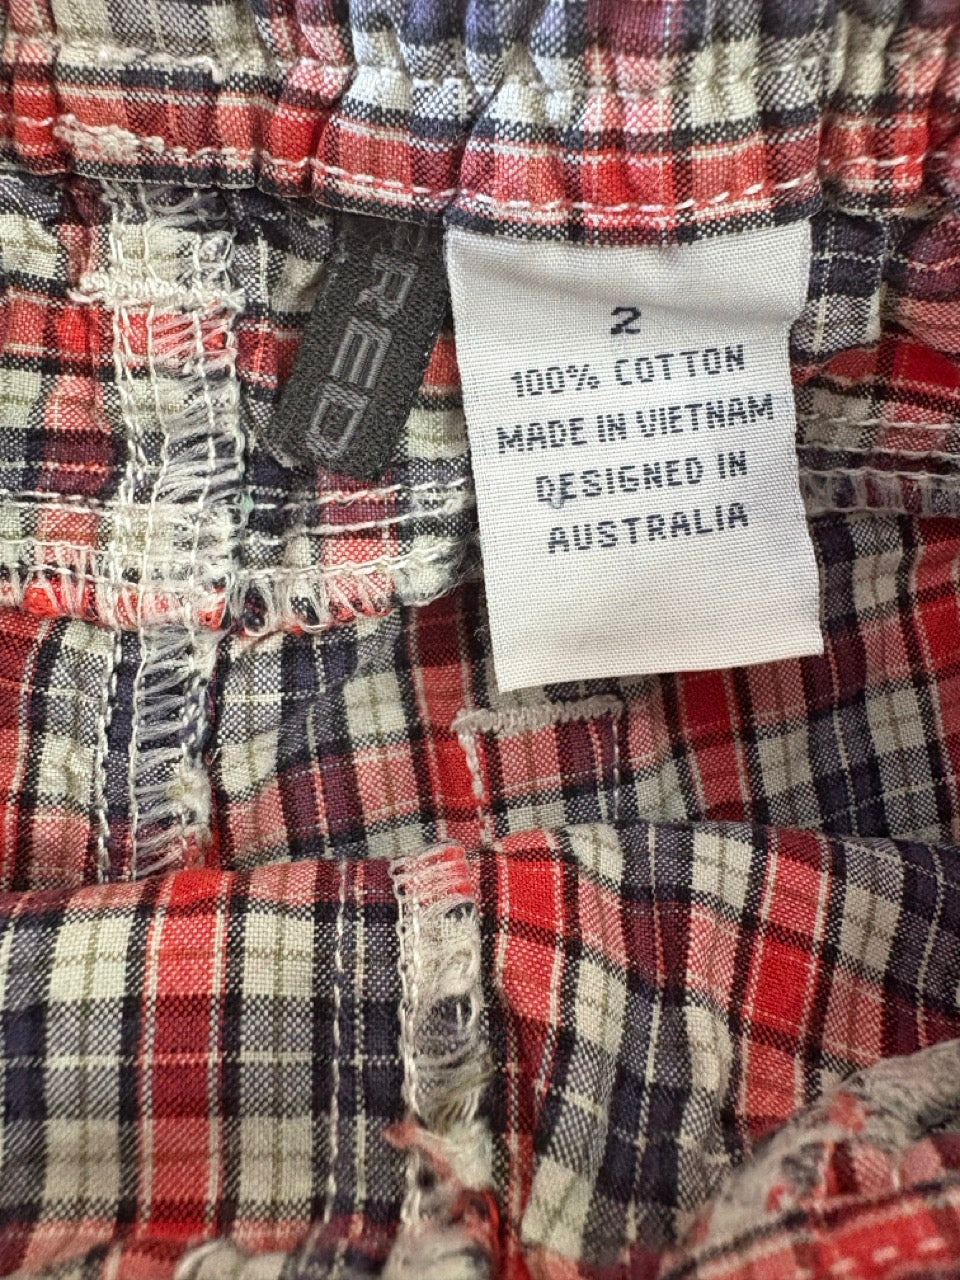 RED
2
100% COTTON
MADE IN VIETNAM
DESIGNED IN
AUSTRALIA